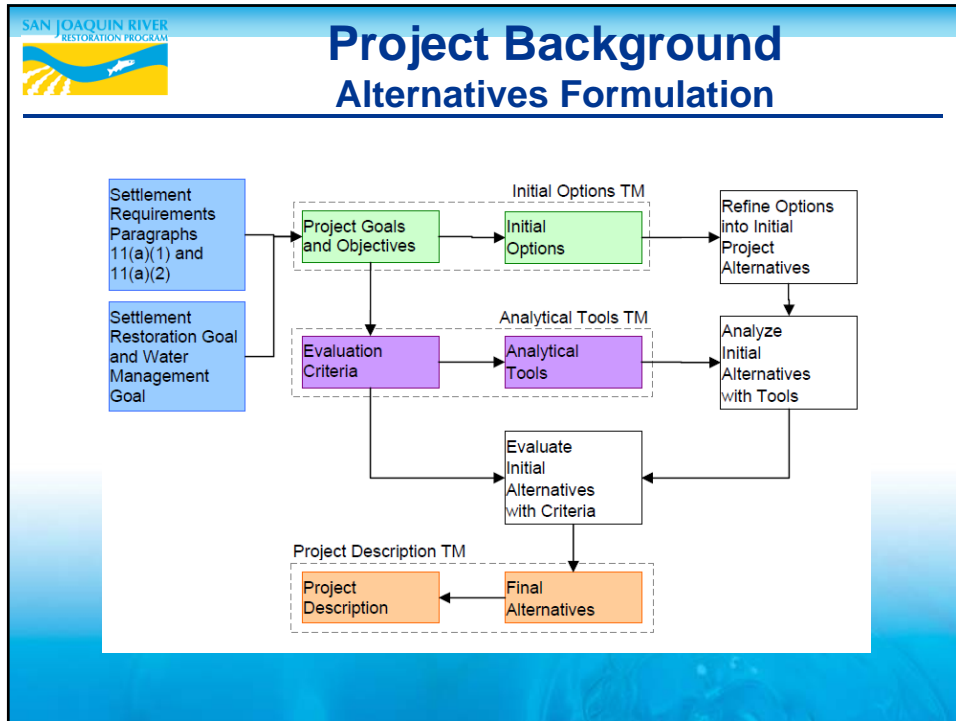 SAN JOAQUIN RIVER
RESTORATION PROGRAM
Project Background
Alternatives Formulation
Settlement
Requirements
Paragraphs
11(a)(1) and
11(a)(2)
Settlement
Restoration Goal
and Water
Management
Goal
Initial Options TM
Project Goals
and Objectives
Initial
Options
Refine Options
into Initial
Project
Alternatives
Analytical Tools TM
Evaluation
Criteria
Analytical
Tools
Analyze
Initial
Alternatives
with Tools
Evaluate
Initial
Alternatives
with Criteria
Project Description TM
Project
Description
Final
Alternatives